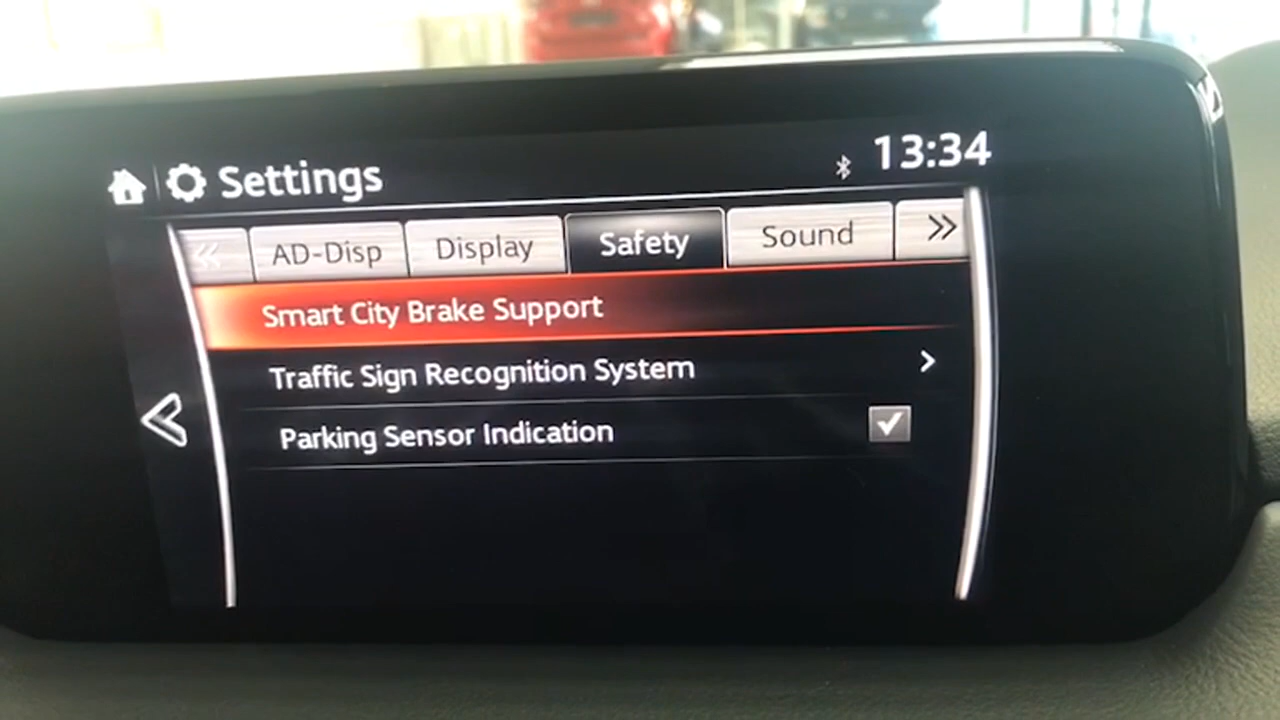 Settings 13:34
AD-Disp Display Safety Sound
Smart City Brake Support
Traffic Sign Recognition System
Parking Sensor Indication